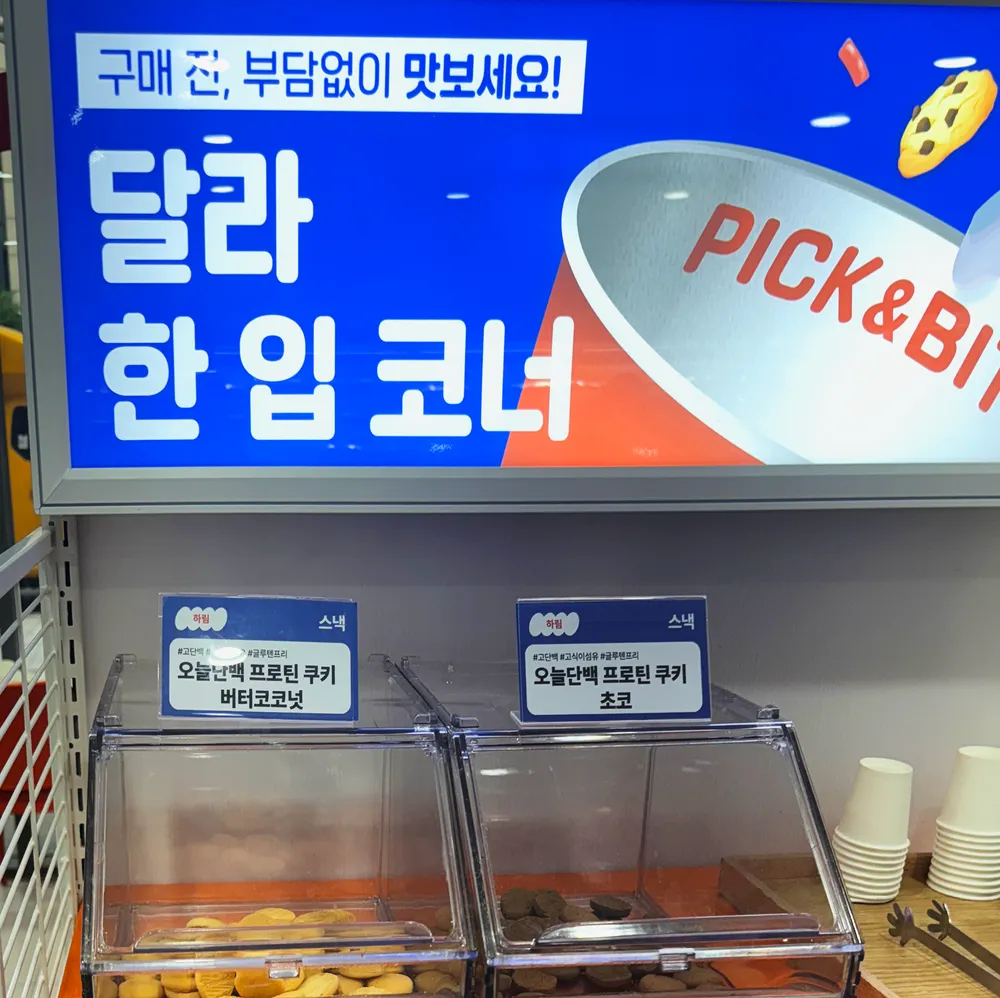 구매 전, 부담없이 맛보세요!
달라
한 입 코너
PICK&BIT
하림
스낵
#고단백 #글루텐프리
오늘단백 프로틴 쿠키
버터코코넛
하림
스낵
#고단백 #고식이섬유 #글루텐프리
오늘단백 프로틴 쿠키
초코